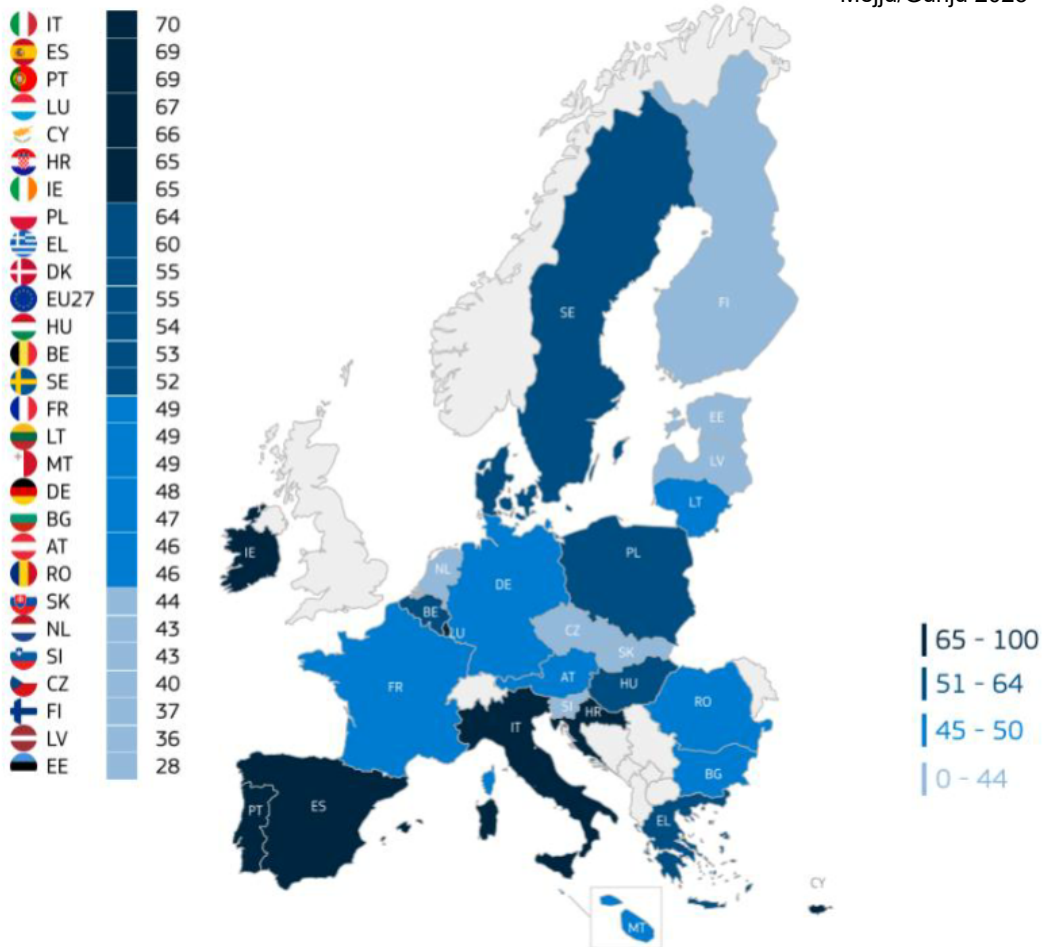 IT 70
ES 69
PT 69
LU 67
CY 66
HR 65
IE 65
PL 64
EL 60
DK 55
EU27 55
HU 54
BE 53
SE 52
FR 49
LT 49
MT 49
DE 48
BG 47
AT 46
RO 46
SK 44
NL 43
SI 43
CZ 40
FI 37
LV 36
EE 28
SE
FI
EE
LV
LT
IE
NL
DE
PL
BE
LU
CZ
SK
FR
AT
HU
SI
HR
RO
IT
BG
PT
ES
EL
CY
MT
65 - 100
51 - 64
45 - 50
0 - 44